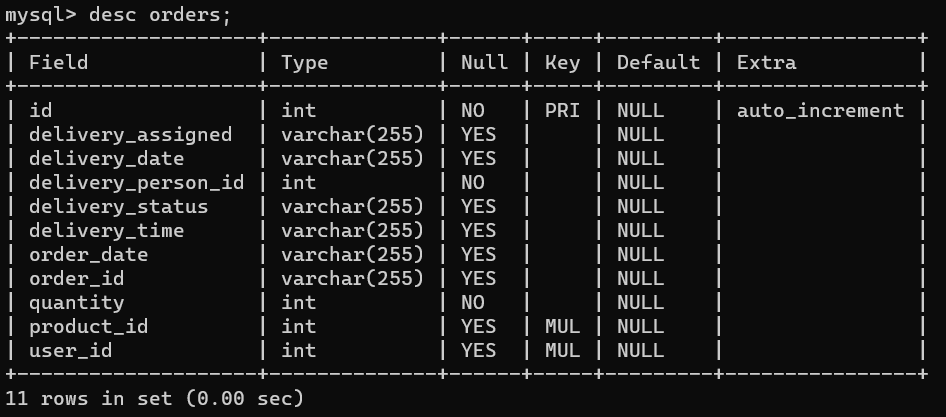 mysql> desc orders;
+--------------------+--------------+------+-----+---------+----------------+
| Field              | Type         | Null | Key | Default | Extra          |
+--------------------+--------------+------+-----+---------+----------------+
| id                 | int          | NO   | PRI | NULL    | auto_increment |
| delivery_assigned  | varchar(255) | YES  |     | NULL    |                |
| delivery_date      | varchar(255) | YES  |     | NULL    |                |
| delivery_person_id | int          | NO   |     | NULL    |                |
| delivery_status    | varchar(255) | YES  |     | NULL    |                |
| delivery_time      | varchar(255) | YES  |     | NULL    |                |
| order_date         | varchar(255) | YES  |     | NULL    |                |
| order_id           | varchar(255) | YES  |     | NULL    |                |
| quantity           | int          | NO   |     | NULL    |                |
| product_id         | int          | YES  | MUL | NULL    |                |
| user_id            | int          | YES  | MUL | NULL    |                |
+--------------------+--------------+------+-----+---------+----------------+
11 rows in set (0.00 sec)